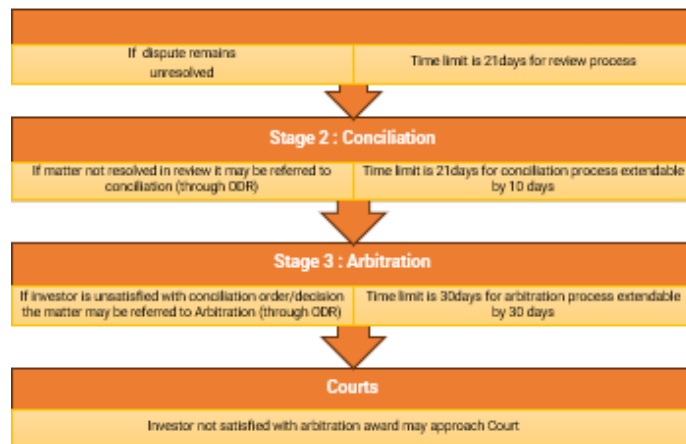 If dispute remains
unresolved
Time limit is 21days for review process
Stage 2 : Conciliation
If matter not resolved in review it may be referred to
conciliation (through ODR)
Time limit is 21days for conciliation process extendable
by 10 days
Stage 3 : Arbitration
If investor is unsatisfied with conciliation order/decision
the matter may be referred to Arbitration (through ODR)
Time limit is 30days for arbitration process extendable
by 30 days
Courts
Investor not satisfied with arbitration award may approach Court